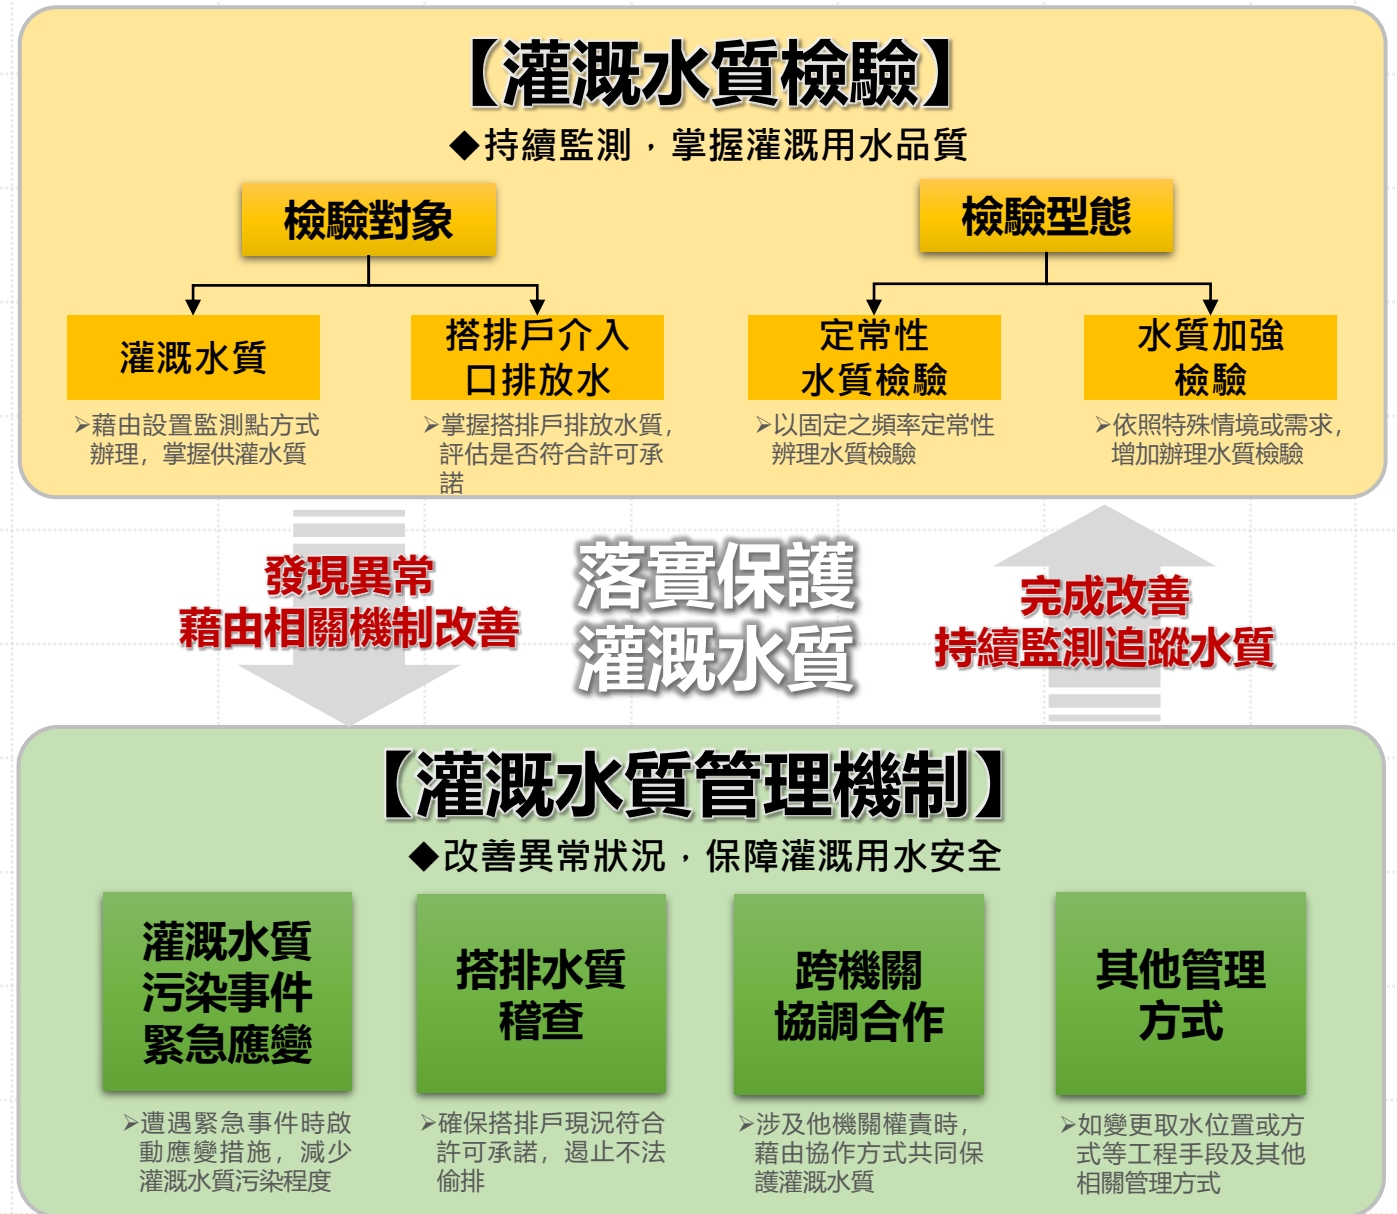 【灌溉水質檢驗】
◆持續監測，掌握灌溉用水品質
檢驗對象
檢驗型態
灌溉水質
搭排戶介入
口排放水
定常性
水質檢驗
水質加強
檢驗
➢藉由設置監測點方式
辦理，掌握供灌水質
➢掌握搭排戶排放水質，
評估是否符合許可承
諾
➢以固定之頻率定常性
辨理水質檢驗
➢依照特殊情境或需求，
增加辦理水質檢驗
發現異常
藉由相關機制改善
落實保護
灌溉水質
完成改善
持續監測追蹤水質
【灌溉水質管理機制】
◆改善異常狀況，保障灌溉用水安全
灌溉水質
污染事件
緊急應變
搭排水質
稽查
跨機關
協調合作
其他管理
方式
➢遭遇緊急事件時啟
動應變措施，減少
灌溉水質污染程度
➢確保搭排戶現況符合
許可承諾，遏止不法
偷排
➢涉及他機關權責時，
藉由協作方式共同保
護灌溉水質
➢如變更取水位置或方
式等工程手段及其他
相關管理方式